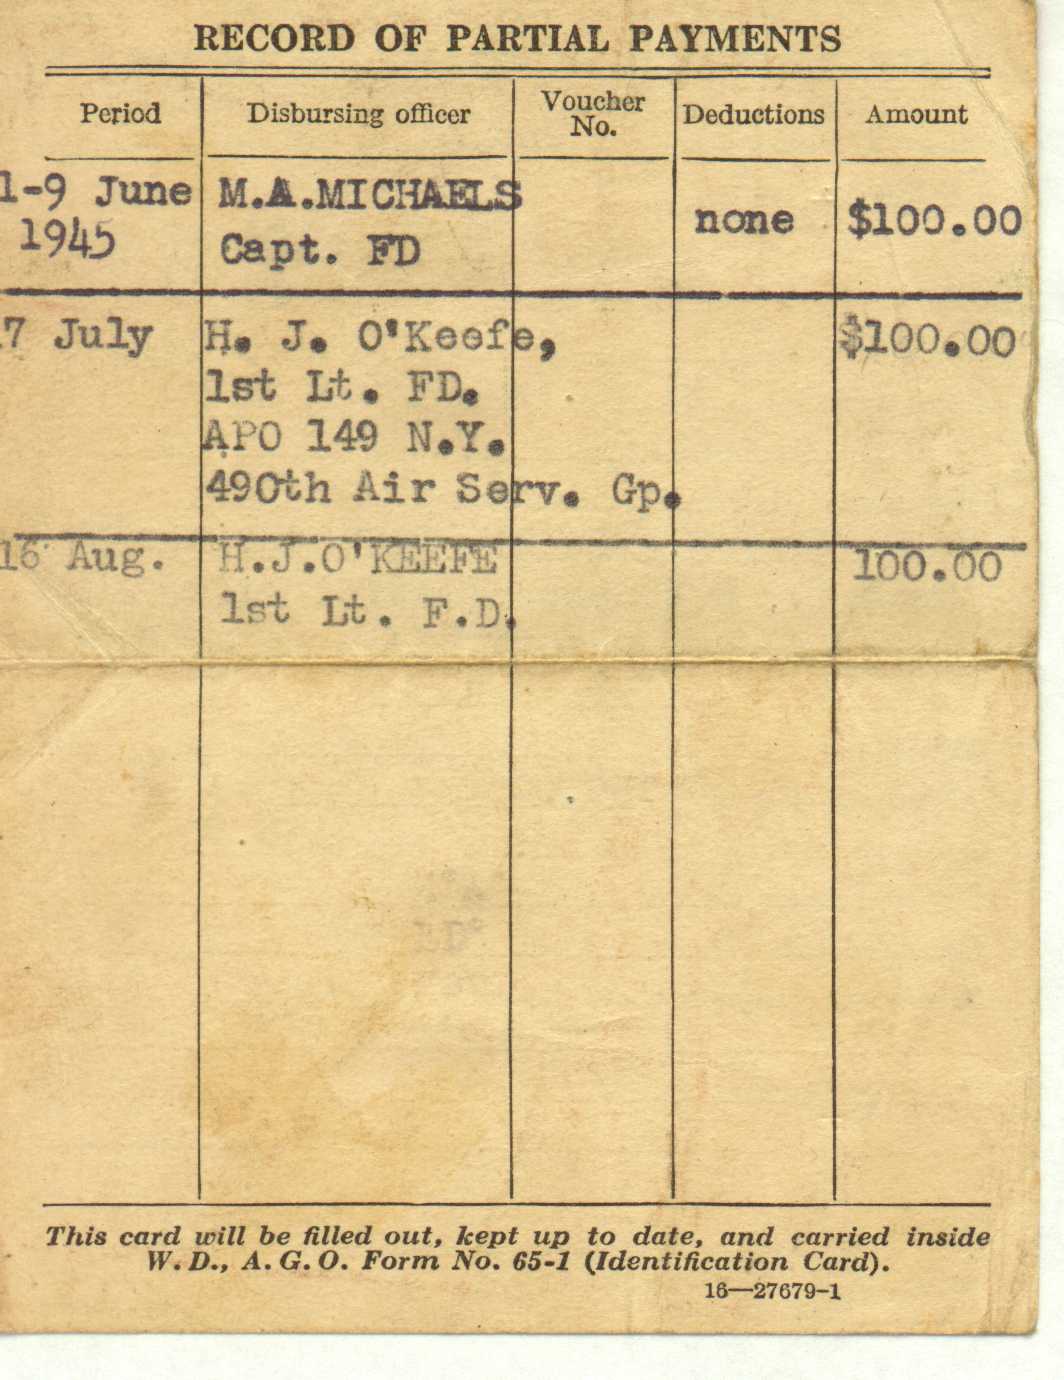 RECORD OF PARTIAL PAYMENTS
Period Disbursing officer Voucher No. Deductions Amount
1-9 June 1945 M.A.MICHAELS none $100.00
Capt. FD
7 July H. J. O'Keefe, $100.00
1st Lt. FD.
APO 149 N.Y.
490th Air Serv. Gp.
16 Aug. H.J.O'KEEFE 100.00
1st Lt. F.D.
This card will be filled out, kept up to date, and carried inside
W. D., A. G. O. Form No. 65-1 (Identification Card).
16—27679-1